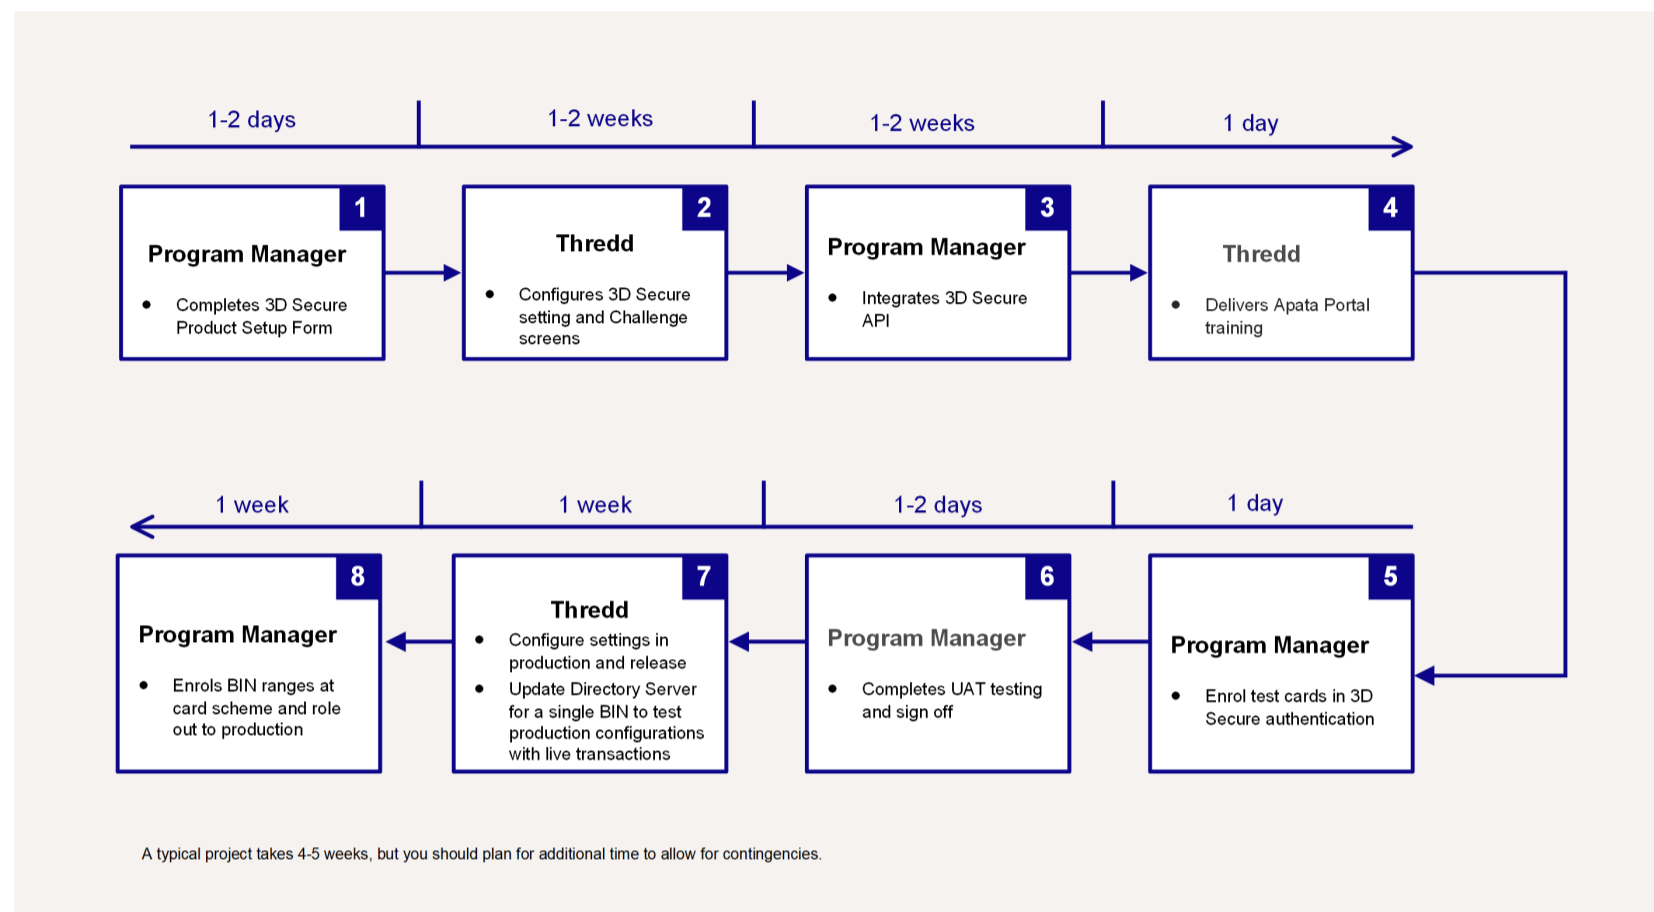 1-2 days
1-2 weeks
1-2 weeks
1 day
1
Program Manager
• Completes 3D Secure
Product Setup Form
2
Thredd
• Configures 3D Secure
setting and Challenge
screens
3
Program Manager
• Integrates 3D Secure
API
4
Thredd
• Delivers Apata Portal
training
1 week
1 week
1-2 days
1 day
8
Program Manager
• Enrols BIN ranges at
card scheme and role
out to production
7
Thredd
• Configure settings in
production and release
• Update Directory Server
for a single BIN to test
production configurations
with live transactions
6
Program Manager
• Completes UAT testing
and sign off
5
Program Manager
• Enrol test cards in 3D
Secure authentication
A typical project takes 4-5 weeks, but you should plan for additional time to allow for contingencies.